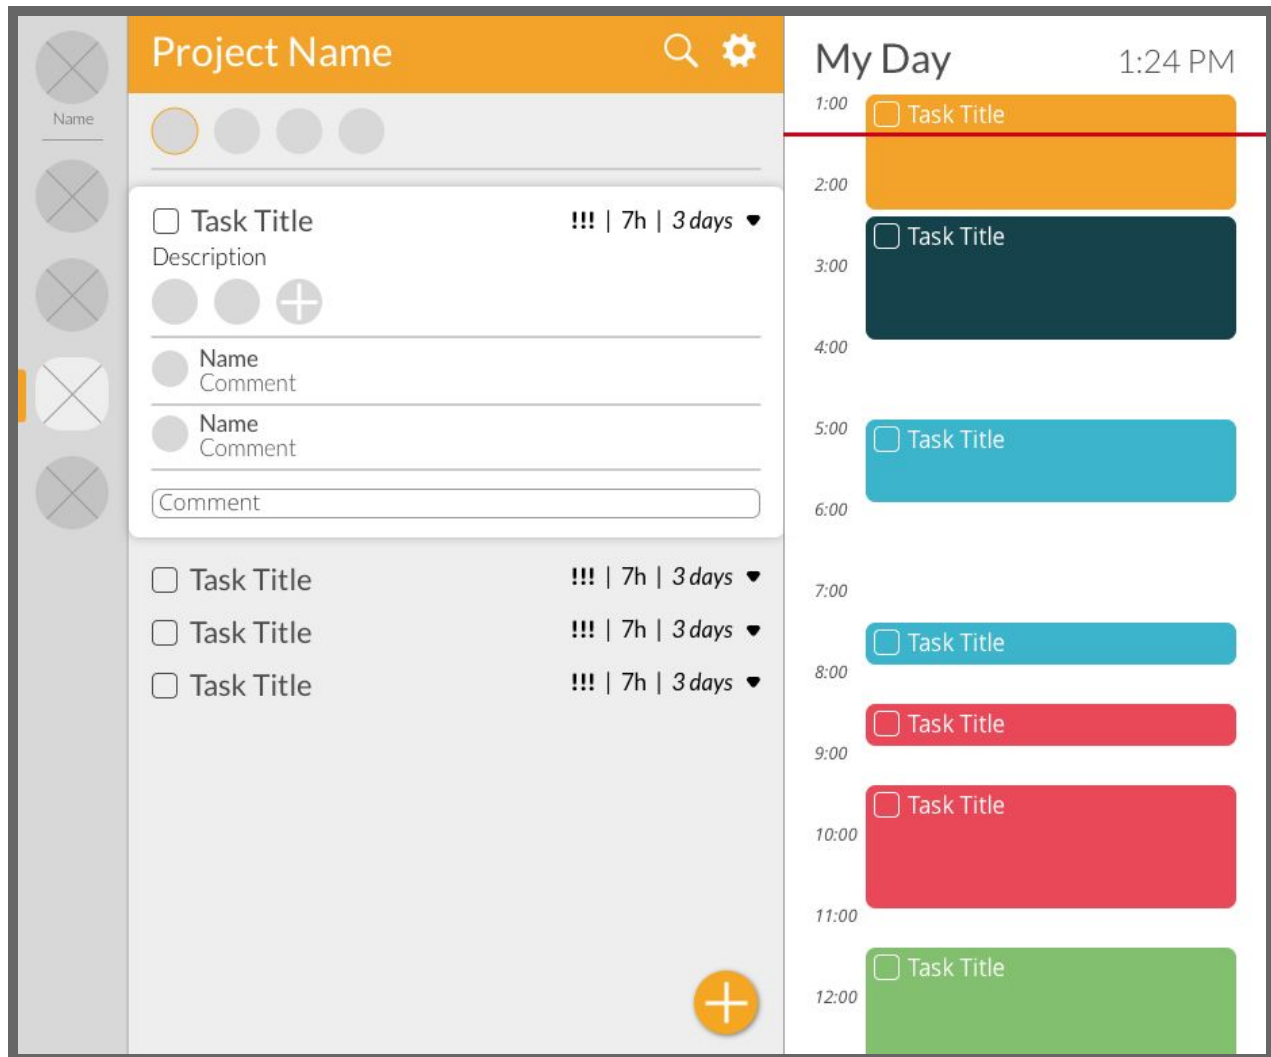 Name
Project Name
Task Title !!! | 7h | 3 days
Description
Name
Comment
Name
Comment
Comment
Task Title !!! | 7h | 3 days
Task Title !!! | 7h | 3 days
Task Title !!! | 7h | 3 days
My Day 1:24 PM
1:00 Task Title
2:00
Task Title
3:00
4:00
5:00 Task Title
6:00
7:00
Task Title
8:00
Task Title
9:00
Task Title
10:00
11:00
Task Title
12:00